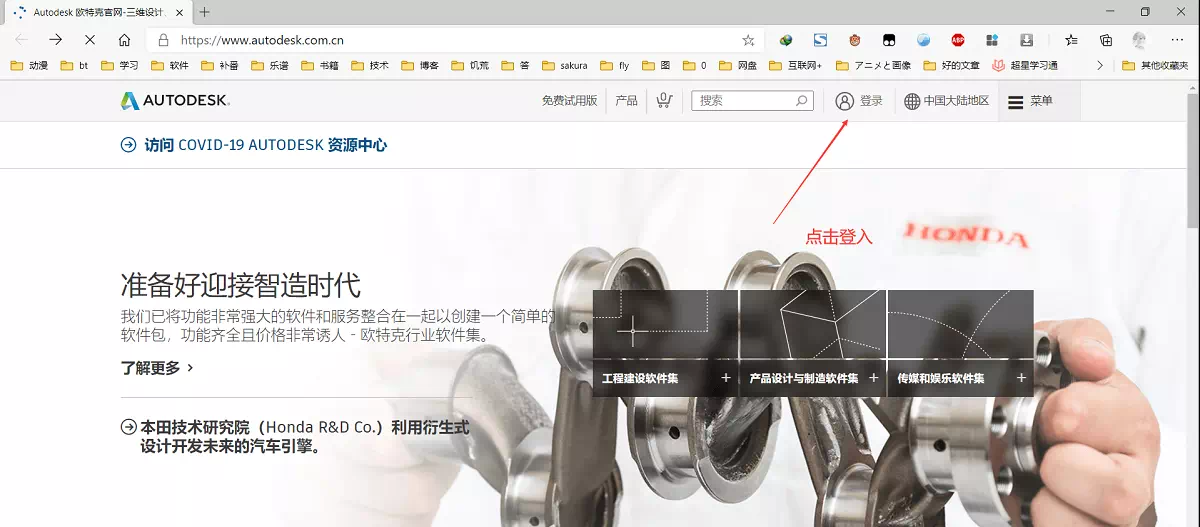 Autodesk 欧特克官网-三维设计
https://www.autodesk.com.cn
ABP
动漫 bt 学习 软件 补番 乐谱 书籍 技术 博客 饥荒 答 sakura fly 图 0 网盘 互联网+ アニメと画像 好的文章 超星学习通 其他收藏夹
AUTODESK
免费试用版 产品 0 搜索 登录 中国大陆地区 菜单
访问 COVID-19 AUTODESK 资源中心
点击登入
HONDA
准备好迎接智造时代
我们已将功能非常强大的软件和服务整合在一起以创建一个简单的
软件包，功能齐全且价格非常诱人 - 欧特克行业软件集。
了解更多
工程建设软件集 + 产品设计与制造软件集 + 传媒和娱乐软件集 +
本田技术研究院（Honda R&D Co.）利用衍生式
设计开发未来的汽车引擎。